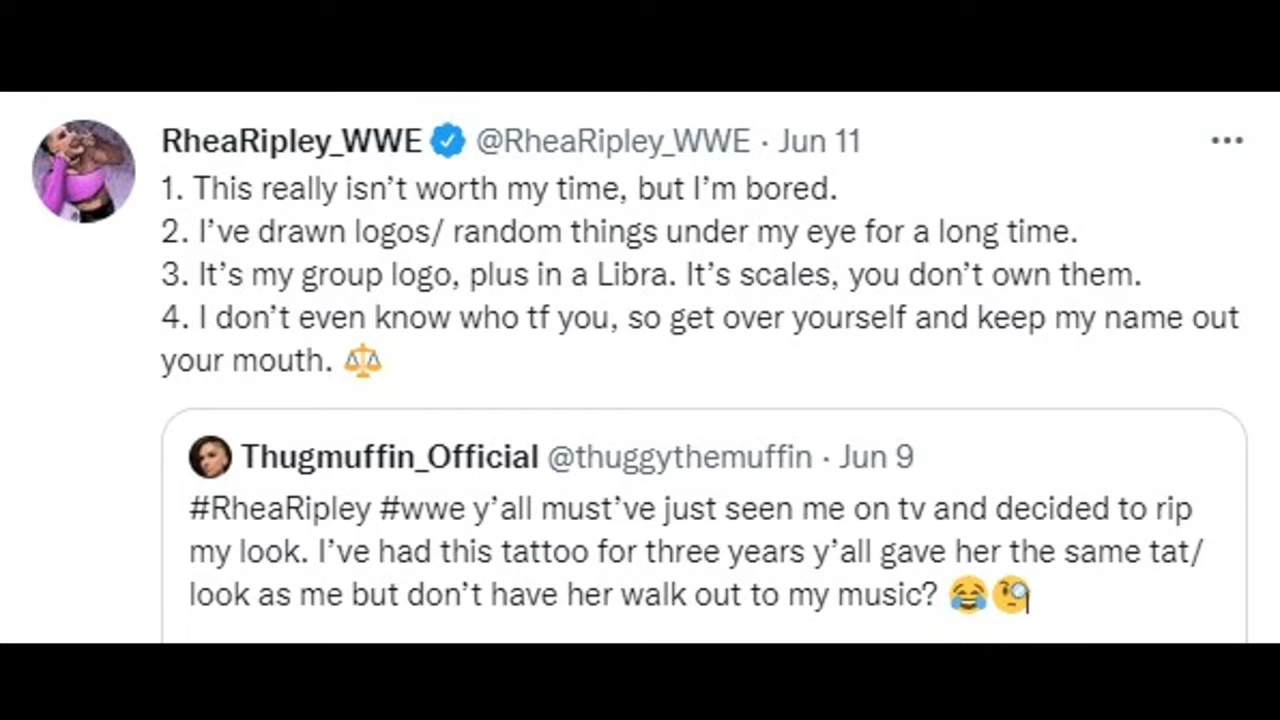 RheaRipley_WWE @RheaRipley_WWE · Jun 11
1. This really isn't worth my time, but I'm bored.
2. I've drawn logos/ random things under my eye for a long time.
3. It's my group logo, plus in a Libra. It's scales, you don't own them.
4. I don't even know who tf you, so get over yourself and keep my name out
your mouth. ⚖️
Thugmuffin_Official @thuggythemuffin · Jun 9
#RheaRipley #wwe y'all must've just seen me on tv and decided to rip
my look. I've had this tattoo for three years y'all gave her the same tat/
look as me but don't have her walk out to my music? 😂🧐